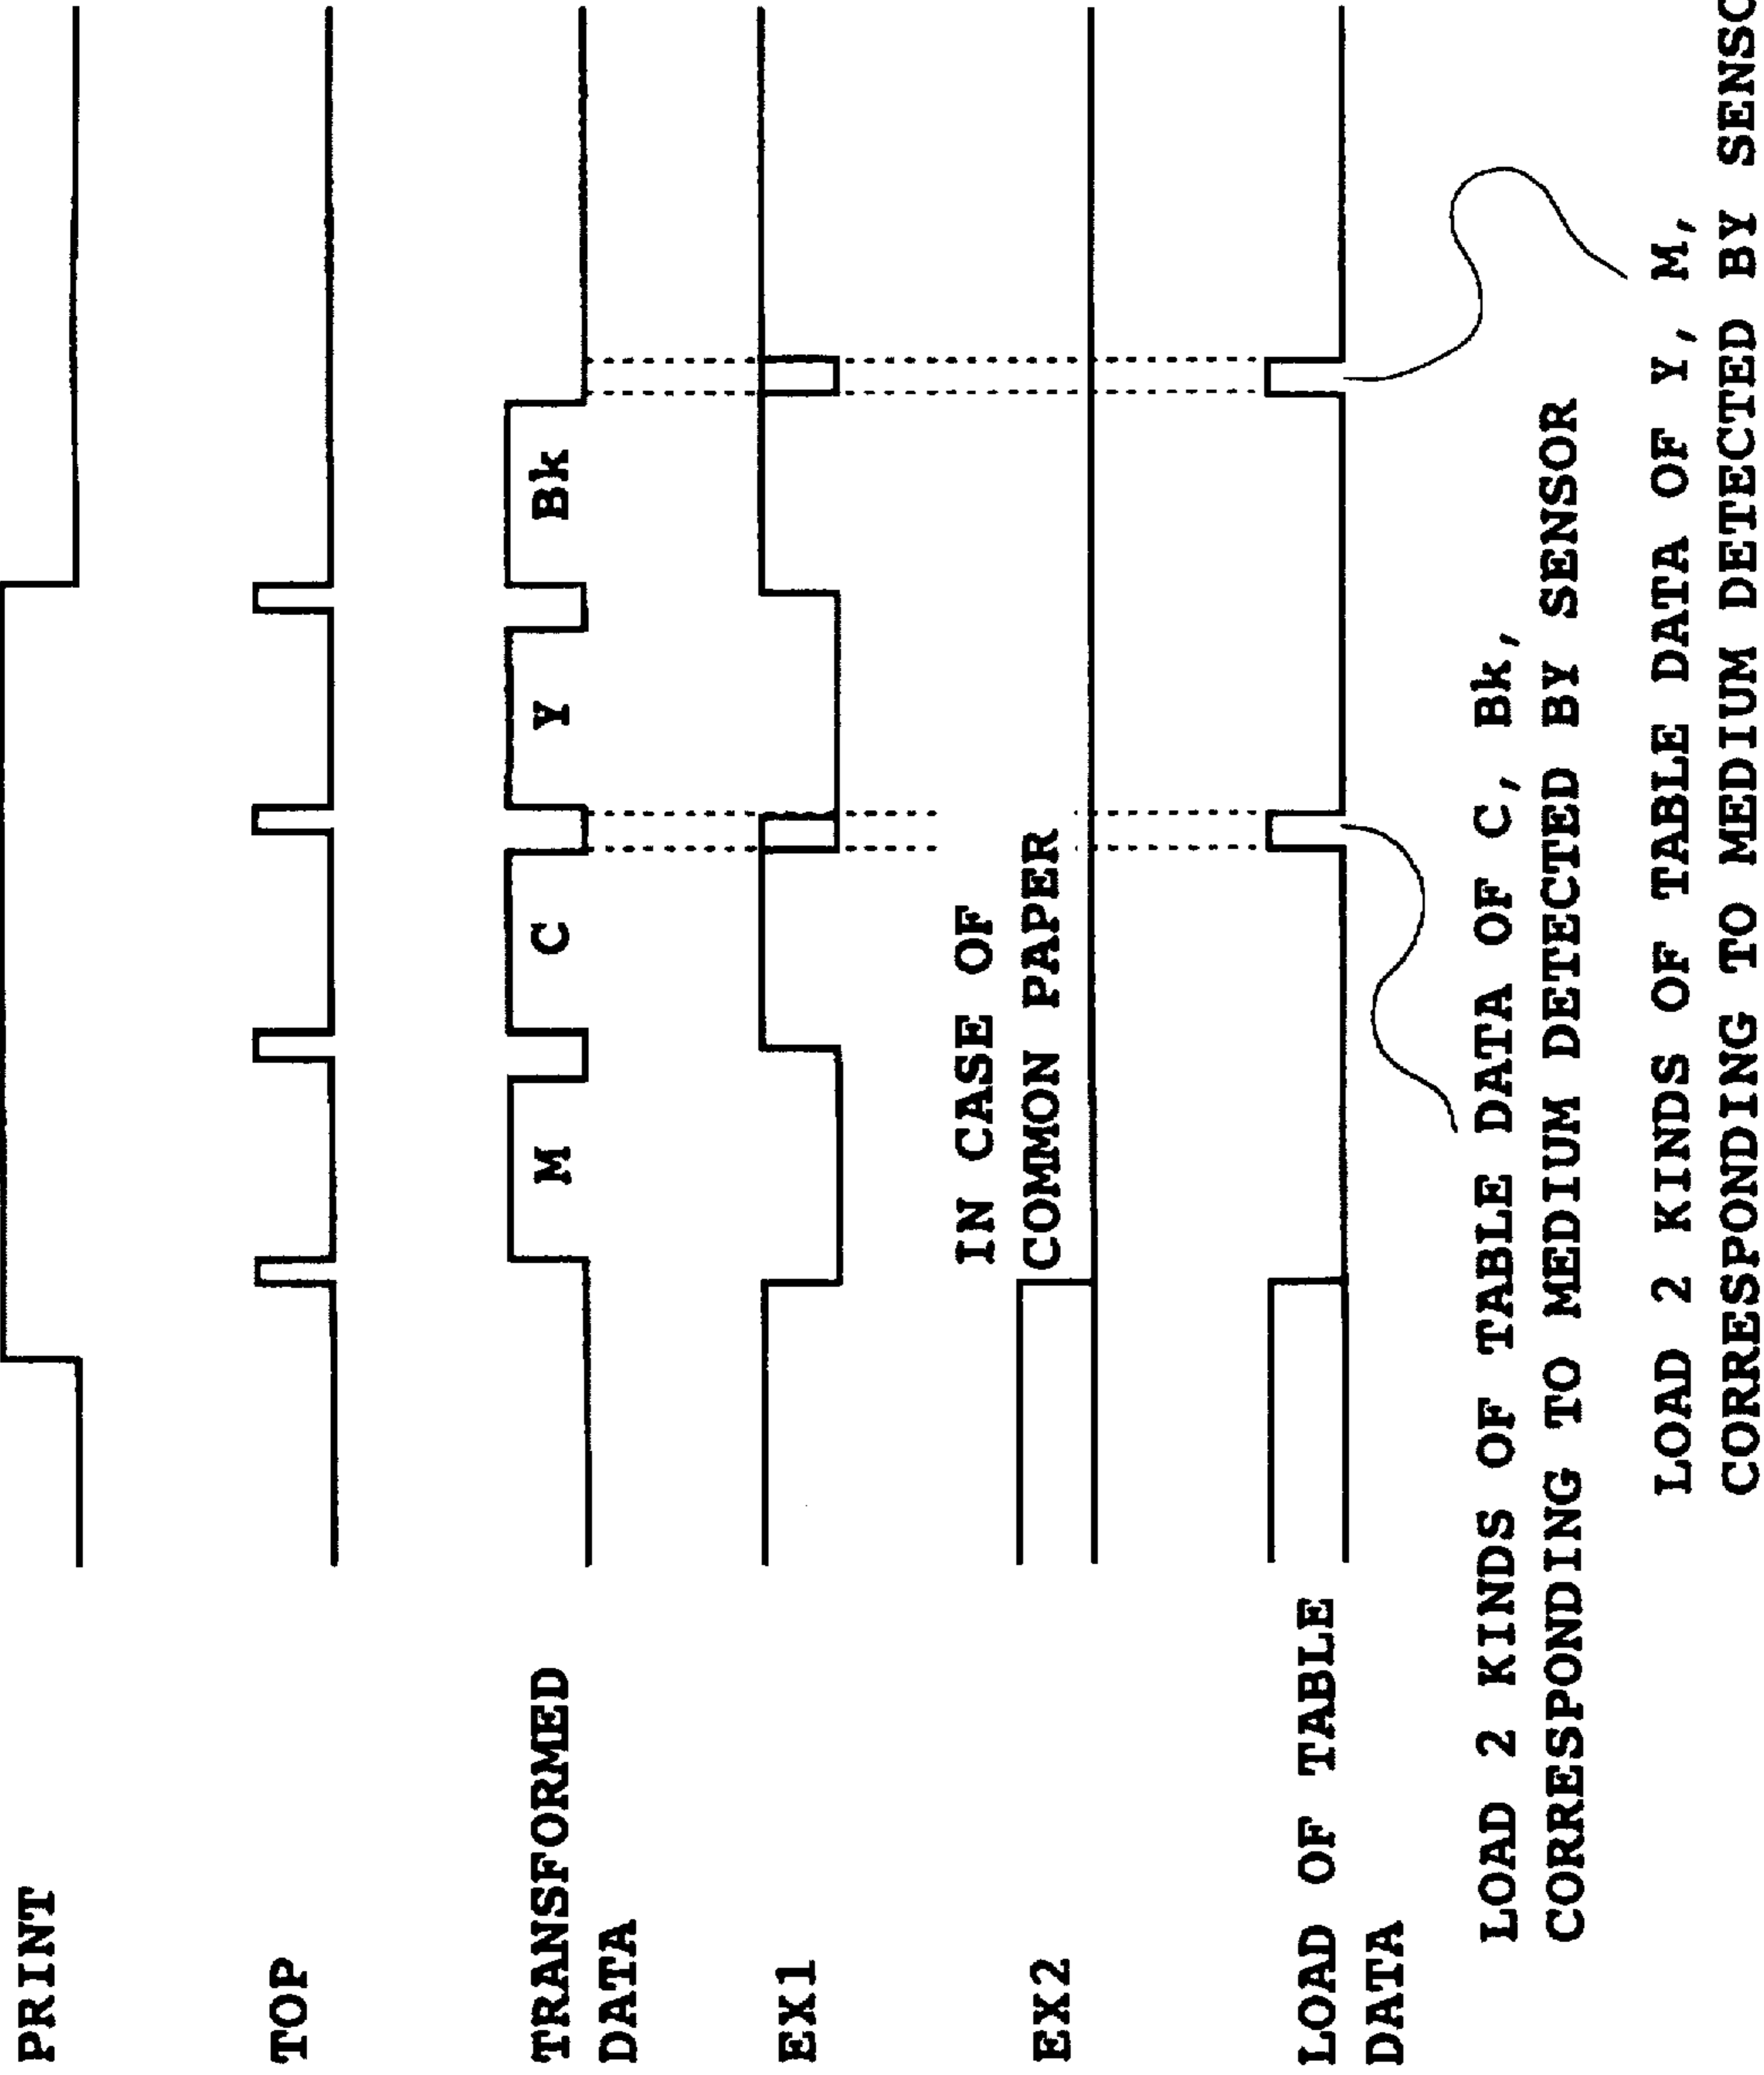 PRINT
TOP
TRANSFORMED
DATA
M
C
Y
Bk
EX1
IN CASE OF
COMMON PAPER
EX2
LOAD OF TABLE
DATA
LOAD 2 KINDS OF TABLE DATA OF C, Bk,
CORRESPONDING TO MEDIUM DETECTED BY SENSOR
LOAD 2 KINDS OF TABLE DATA OF Y, M,
CORRESPONDING TO MEDIUM DETECTED BY